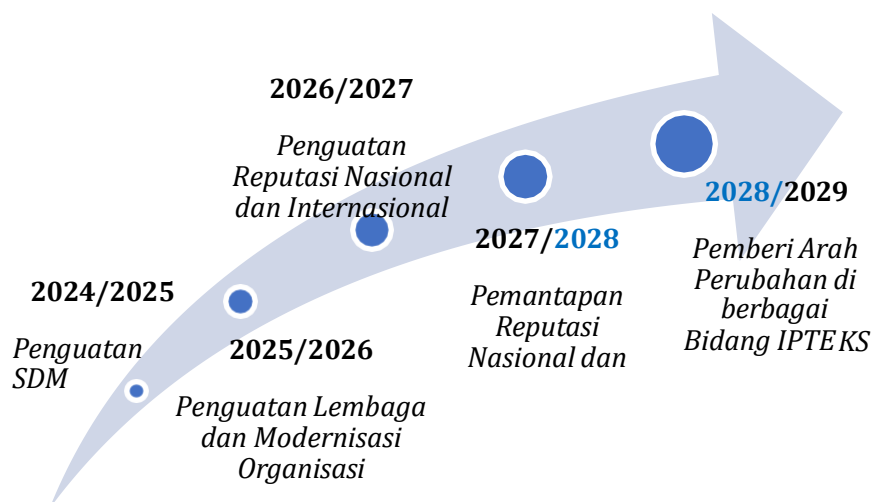 2024/2025
Penguatan
SDM
2025/2026
Penguatan Lembaga
dan Modernisasi
Organisasi
2026/2027
Penguatan
Reputasi Nasional
dan Internasional
2027/2028
Pemantapan
Reputasi
Nasional dan
2028/2029
Pemberi Arah
Perubahan di
berbagai
Bidang IPTEKS